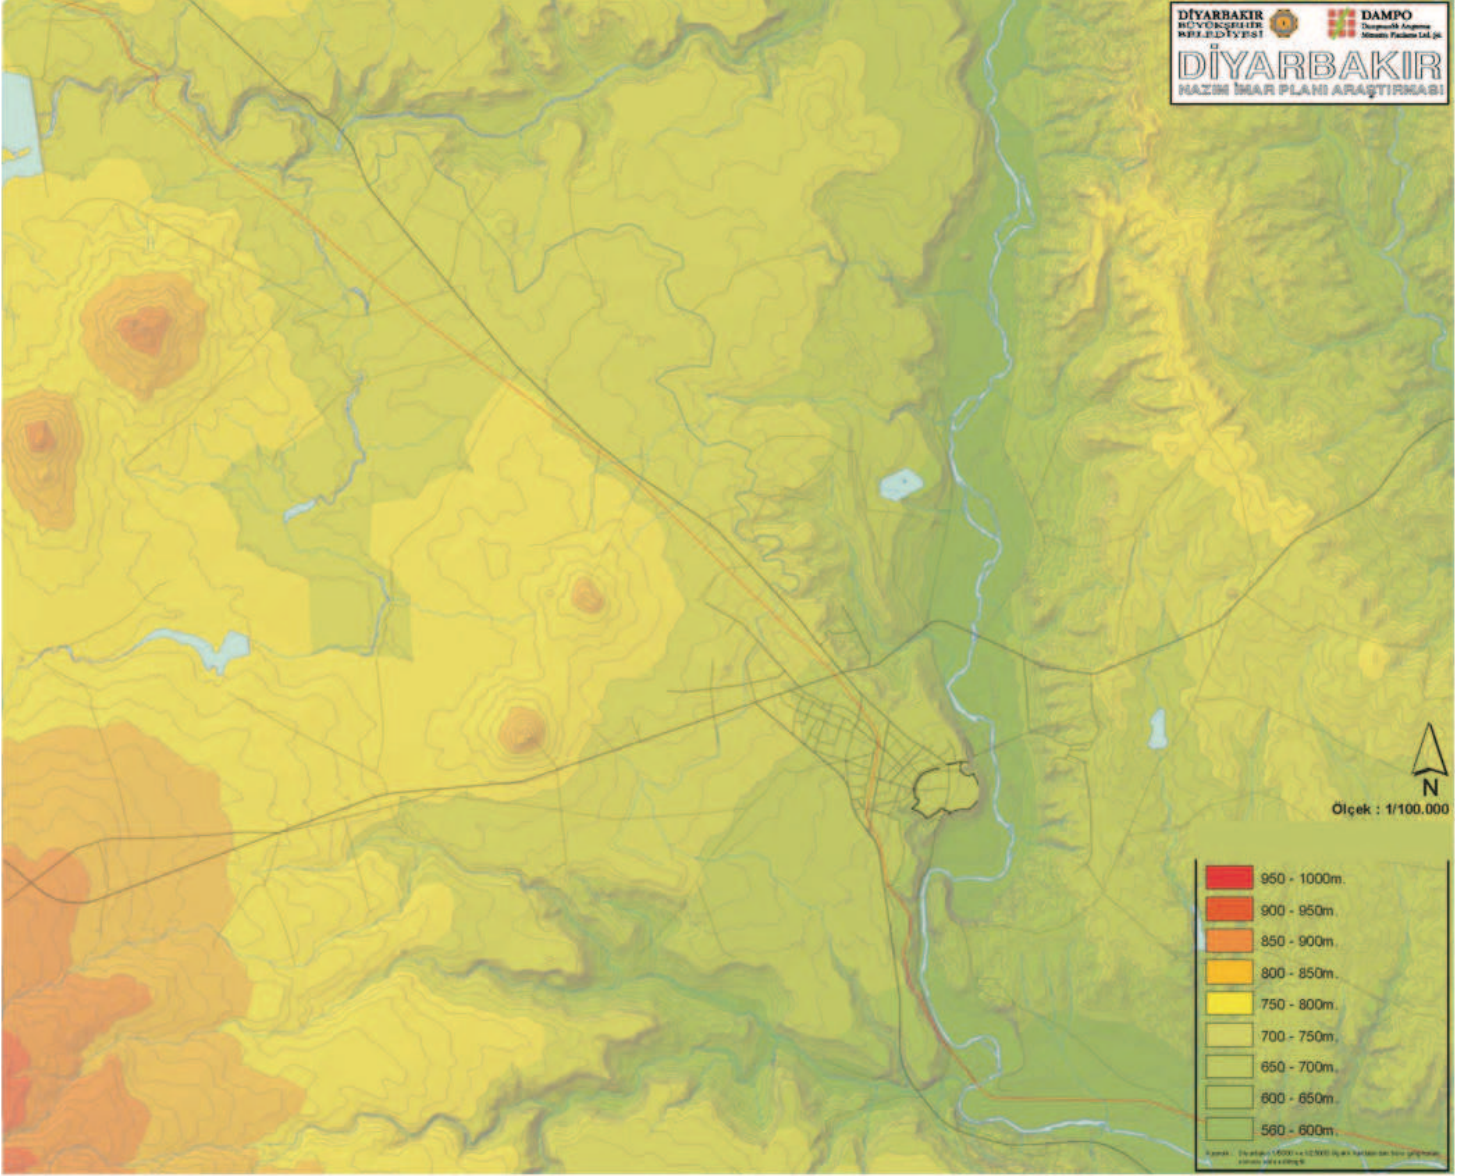 DİYARBAKIR
BÜYÜKŞEHİR
BELEDİYESİ
DAMPO
DİYARBAKIR
NAZIM İMAR PLANI ARAŞTIRMASI
N
Ölçek : 1/100.000
950 - 1000m.
900 - 950m.
850 - 900m.
800 - 850m.
750 - 800m.
700 - 750m.
650 - 700m.
600 - 650m.
560 - 600m.